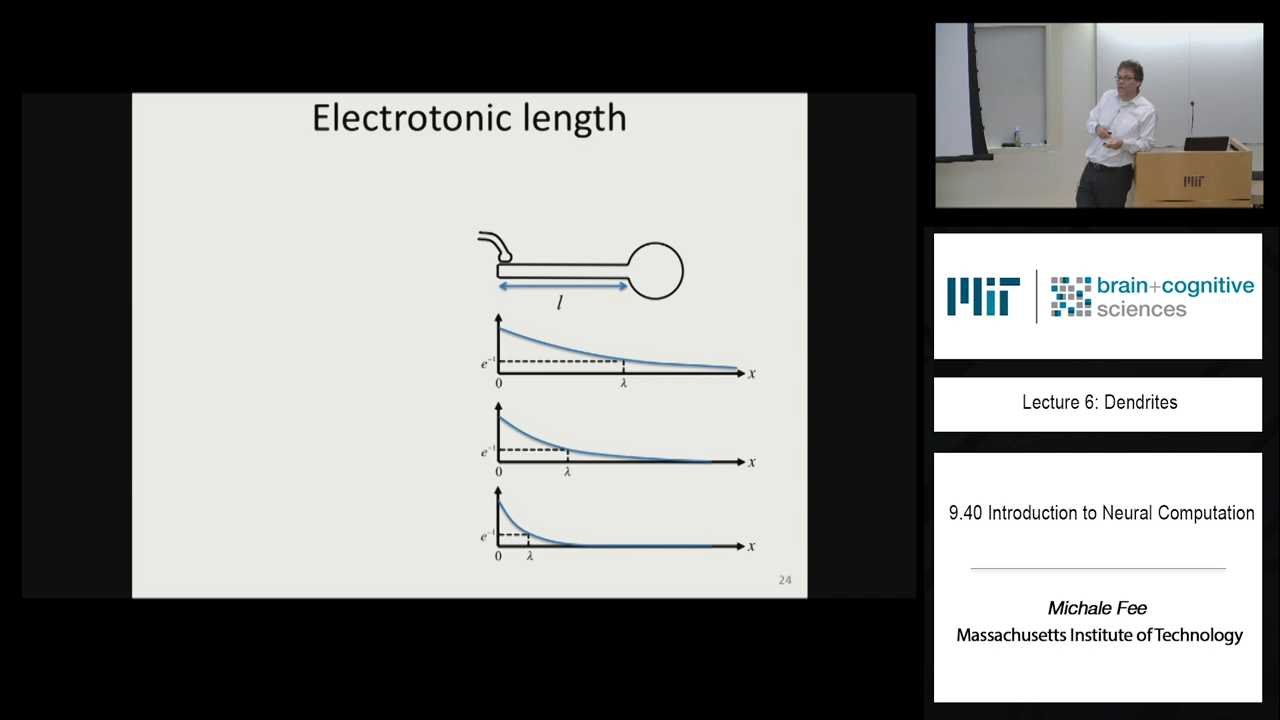 Electrotonic length
l
e⁻¹
0
λ
x
e⁻¹
0
λ
x
e⁻¹
0
λ
x
24
MIT
MIT
brain+cognitive
sciences
Lecture 6: Dendrites
9.40 Introduction to Neural Computation
Michale Fee
Massachusetts Institute of Technology